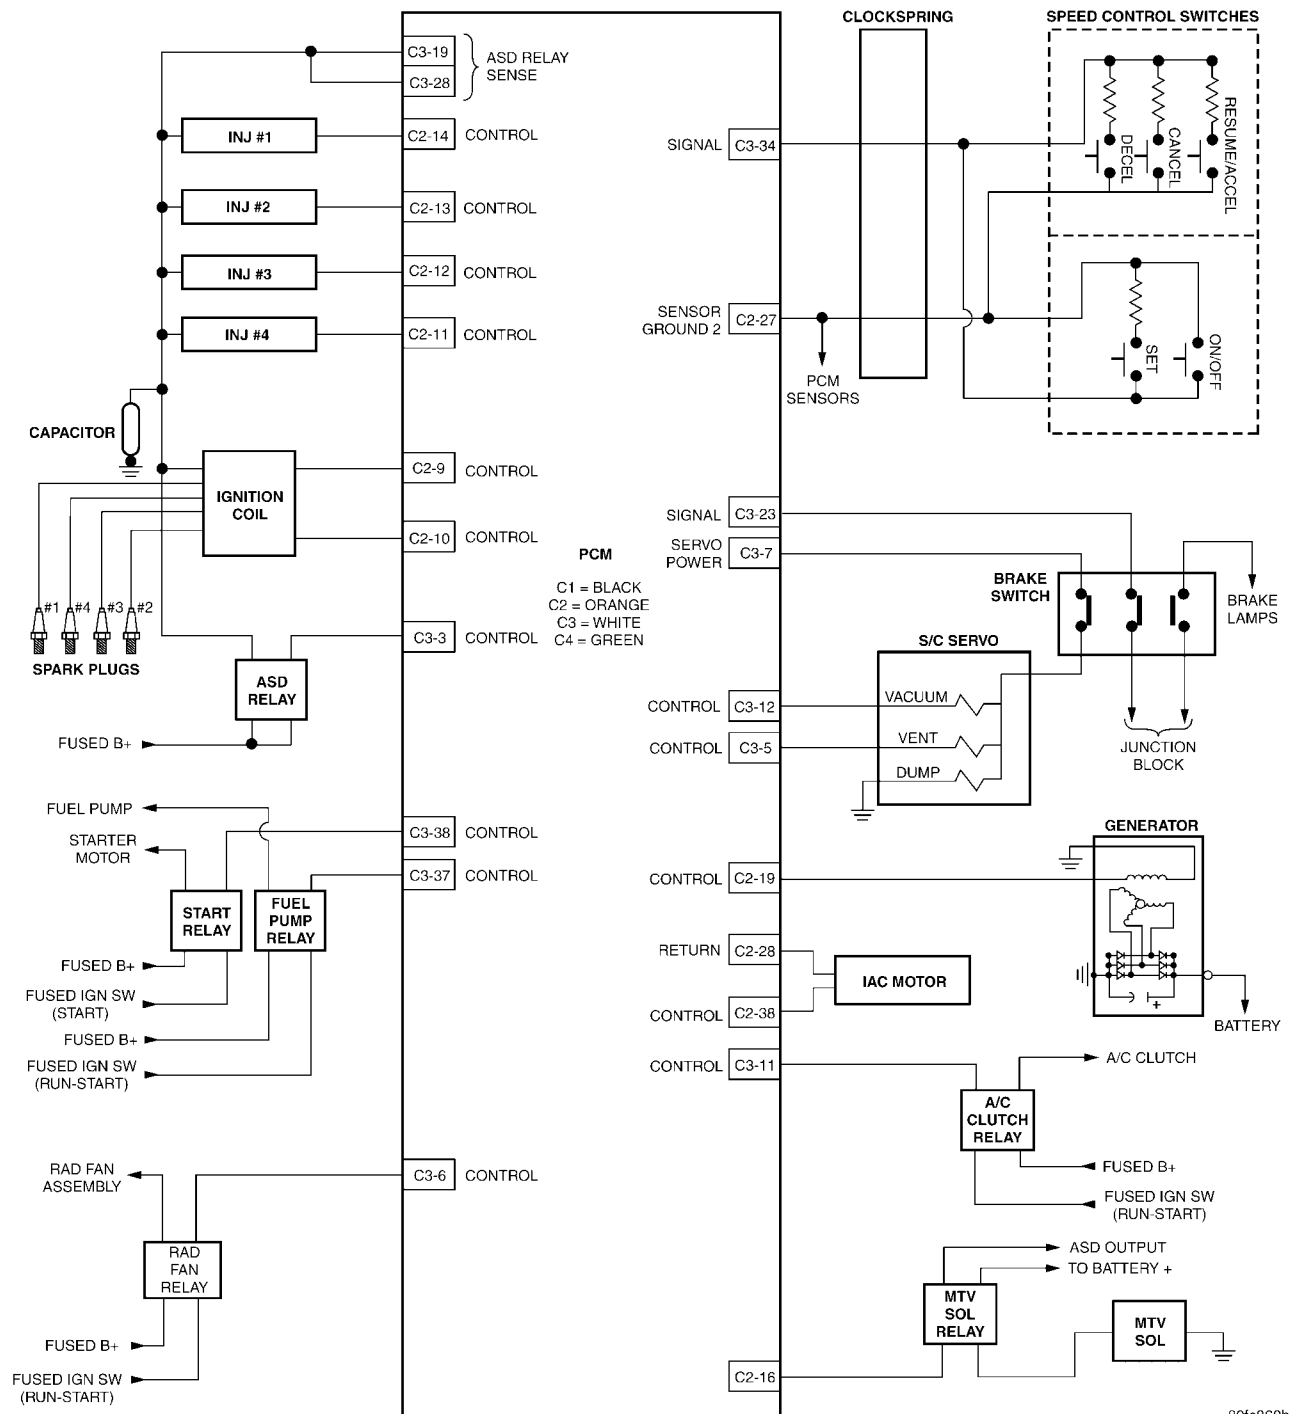 CLOCKSPRING
SPEED CONTROL SWITCHES
C3-19
C3-28
ASD RELAY
SENSE
INJ #1
C2-14
CONTROL
INJ #2
C2-13
CONTROL
INJ #3
C2-12
CONTROL
INJ #4
C2-11
CONTROL
CAPACITOR
IGNITION
COIL
C2-9
CONTROL
C2-10
CONTROL
#1
#4
#3
#2
SPARK PLUGS
C3-3
CONTROL
ASD
RELAY
FUSED B+
FUEL PUMP
STARTER
MOTOR
C3-38
CONTROL
C3-37
CONTROL
START
RELAY
FUEL
PUMP
RELAY
FUSED B+
FUSED IGN SW
(START)
FUSED B+
FUSED IGN SW
(RUN-START)
RAD FAN
ASSEMBLY
C3-6
CONTROL
RAD
FAN
RELAY
FUSED B+
FUSED IGN SW
(RUN-START)
PCM
C1 = BLACK
C2 = ORANGE
C3 = WHITE
C4 = GREEN
SIGNAL
C3-34
DECEL
CANCEL
RESUME/ACCEL
SENSOR
GROUND 2
C2-27
PCM
SENSORS
SET
ON/OFF
SIGNAL
C3-23
SERVO
POWER
C3-7
BRAKE
SWITCH
BRAKE
LAMPS
S/C SERVO
CONTROL
C3-12
VACUUM
CONTROL
C3-5
VENT
DUMP
JUNCTION
BLOCK
GENERATOR
CONTROL
C2-19
+
BATTERY
RETURN
C2-28
IAC MOTOR
CONTROL
C2-38
CONTROL
C3-11
A/C CLUTCH
A/C
CLUTCH
RELAY
FUSED B+
FUSED IGN SW
(RUN-START)
ASD OUTPUT
TO BATTERY +
MTV
SOL
RELAY
MTV
SOL
C2-16